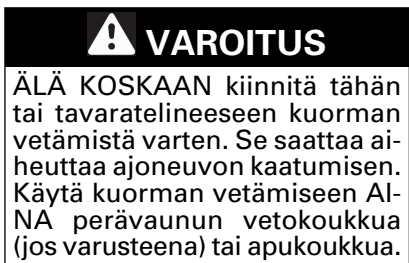 VAROITUS
ÄLÄ KOSKAAN kiinnitä tähän
tai tavaratelineeseen kuorman
vetämistä varten. Se saattaa ai-
heuttaa ajoneuvon kaatumisen.
Käytä kuorman vetämiseen AI-
NA perävaunun vetokoukkua
(jos varusteena) tai apukoukkua.